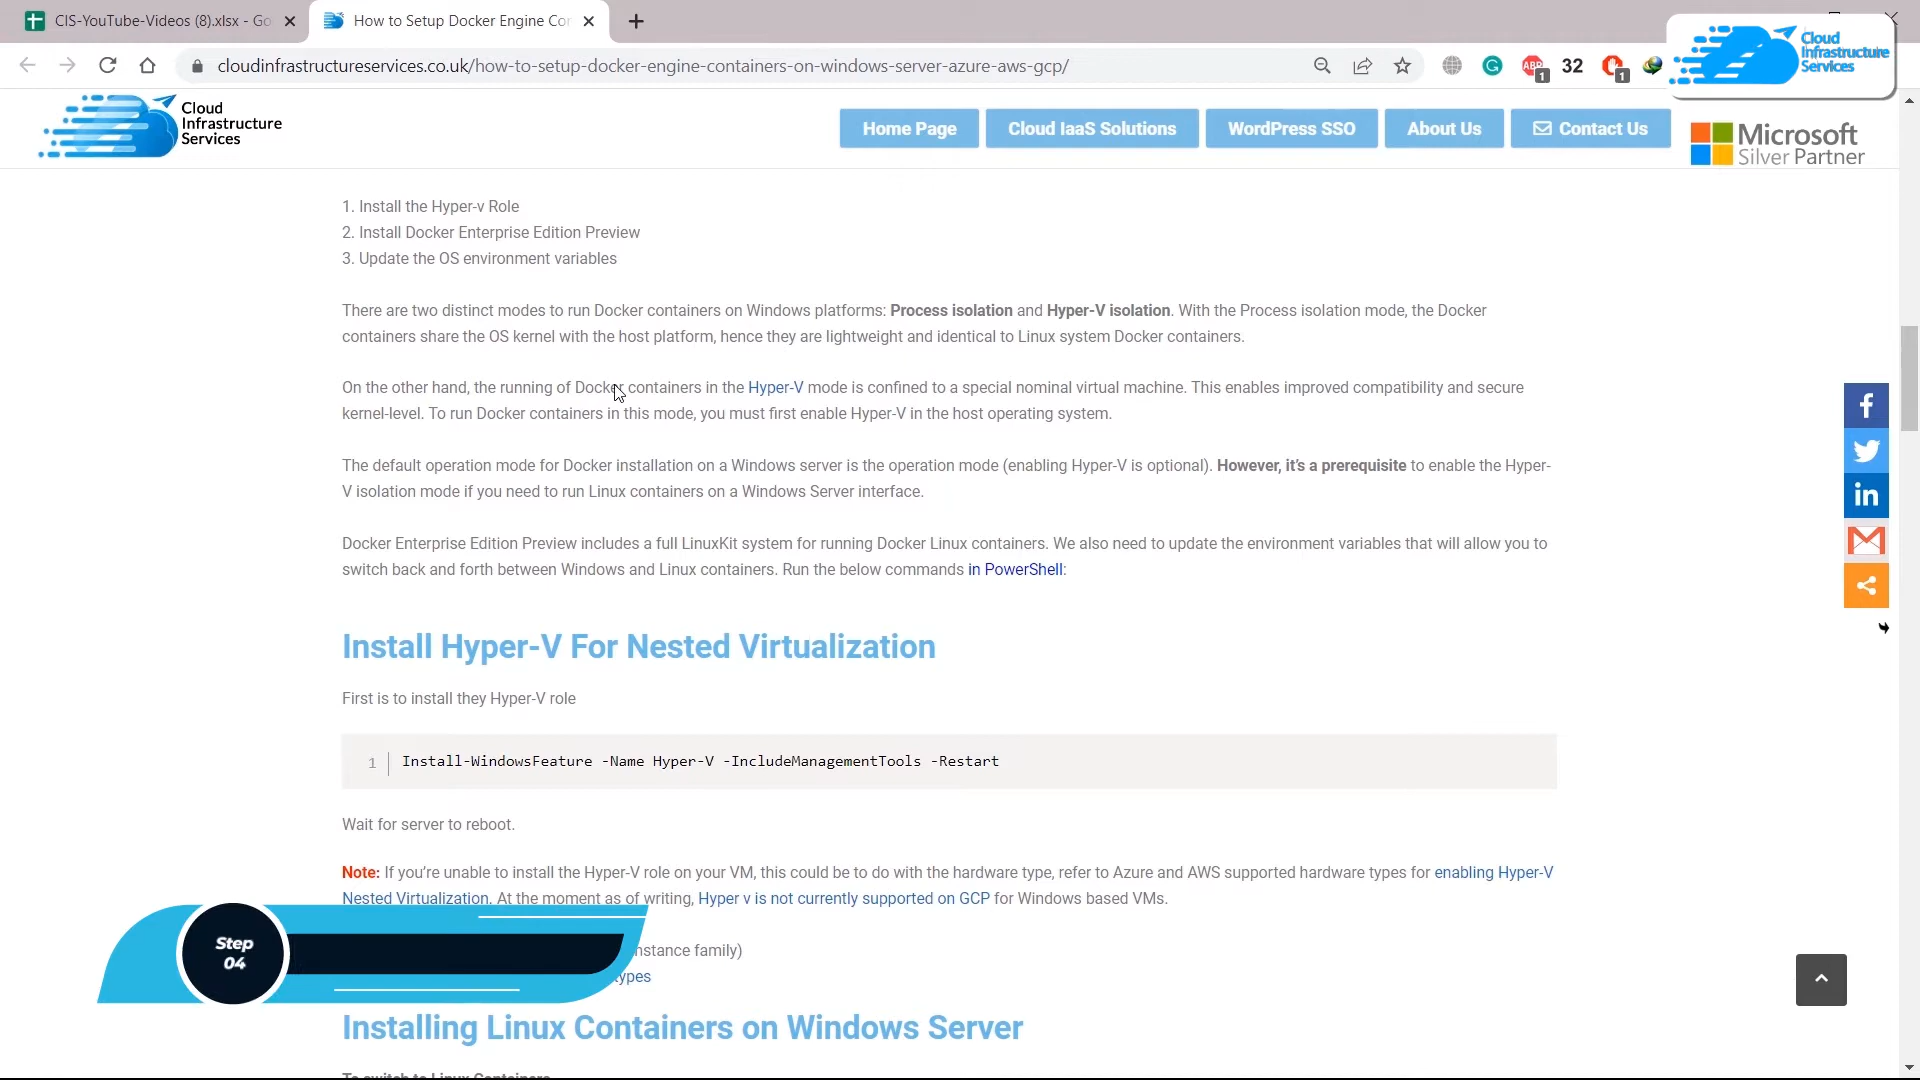 CIS-YouTube-Videos (8).xlsx - Go
How to Setup Docker Engine Con
cloudinfrastructureservices.co.uk/how-to-setup-docker-engine-containers-on-windows-server-azure-aws-gcp/
ABP
1
32
1
Cloud
Infrastructure
Services
Cloud
Infrastructure
Services
Home Page
Cloud IaaS Solutions
WordPress SSO
About Us
Contact Us
Microsoft
Silver Partner
1. Install the Hyper-v Role
2. Install Docker Enterprise Edition Preview
3. Update the OS environment variables
There are two distinct modes to run Docker containers on Windows platforms: Process isolation and Hyper-V isolation. With the Process isolation mode, the Docker
containers share the OS kernel with the host platform, hence they are lightweight and identical to Linux system Docker containers.
On the other hand, the running of Docker containers in the Hyper-V mode is confined to a special nominal virtual machine. This enables improved compatibility and secure
kernel-level. To run Docker containers in this mode, you must first enable Hyper-V in the host operating system.
The default operation mode for Docker installation on a Windows server is the operation mode (enabling Hyper-V is optional). However, it's a prerequisite to enable the Hyper-
V isolation mode if you need to run Linux containers on a Windows Server interface.
Docker Enterprise Edition Preview includes a full LinuxKit system for running Docker Linux containers. We also need to update the environment variables that will allow you to
switch back and forth between Windows and Linux containers. Run the below commands in PowerShell:
Install Hyper-V For Nested Virtualization
First is to install they Hyper-V role
1 Install-WindowsFeature -Name Hyper-V -IncludeManagementTools -Restart
Wait for server to reboot.
Note: If you're unable to install the Hyper-V role on your VM, this could be to do with the hardware type, refer to Azure and AWS supported hardware types for enabling Hyper-V
Nested Virtualization. At the moment as of writing, Hyper v is not currently supported on GCP for Windows based VMs.
instance family)
types
Step
04
Installing Linux Containers on Windows Server
To switch to Linux Containers